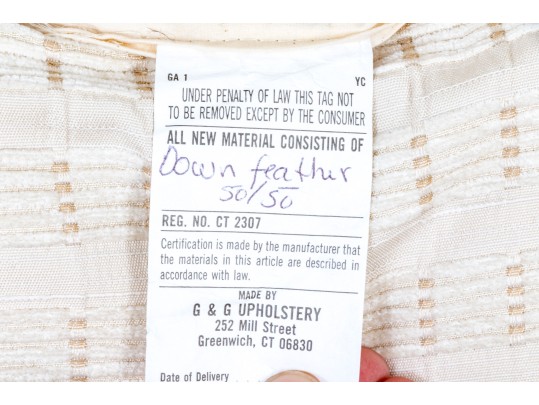 GA 1 YC
UNDER PENALTY OF LAW THIS TAG NOT
TO BE REMOVED EXCEPT BY THE CONSUMER
ALL NEW MATERIAL CONSISTING OF
Down feather
50/50
REG. NO. CT 2307
Certification is made by the manufacturer that
the materials in this article are described in
accordance with law.
MADE BY
G & G UPHOLSTERY
252 Mill Street
Greenwich, CT 06830
Date of Delivery